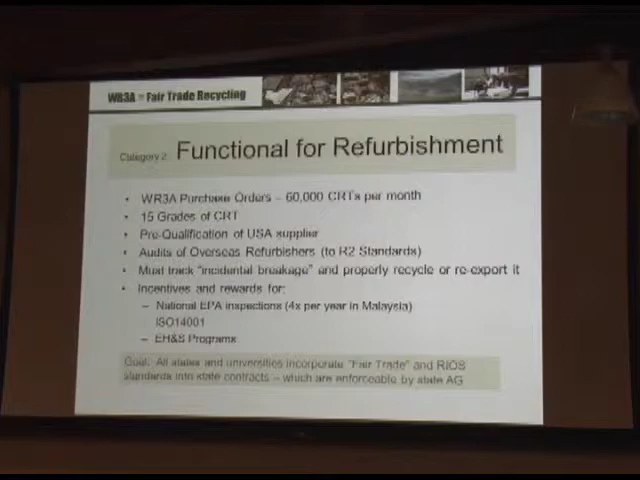 WR3A = Fair Trade Recycling
Category 2: Functional for Refurbishment
• WR3A Purchase Orders – 60,000 CRTs per month
• 15 Grades of CRT
• Pre-Qualification of USA supplier
• Audits of Overseas Refurbishers (to R2 Standards)
• Must track "incidental breakage" and properly recycle or re-export it
• Incentives and rewards for:
– National EPA inspections (4x per year in Malaysia)
ISO14001
– EH&S Programs
Goal: All states and universities incorporate "Fair Trade" and RIOS
standards into state contracts – which are enforceable by state AG